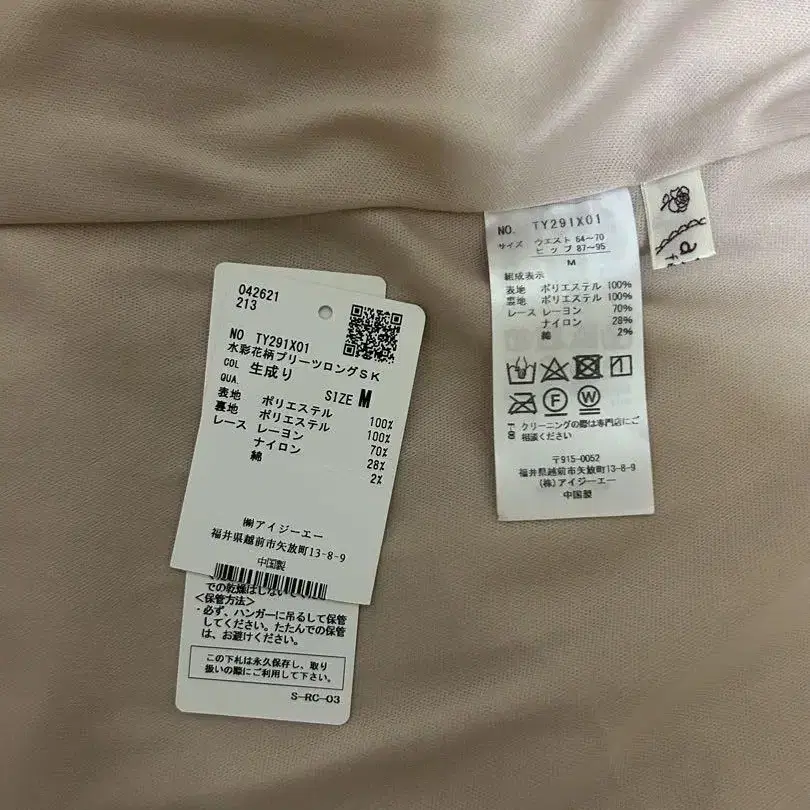 042621
213
NO TY291X01
水彩花柄プリーツロングSK
COL 生成り
QUA. SIZE M
表地 ポリエステル 100%
裏地 ポリエステル 100%
レース レーヨン 70%
ナイロン 28%
綿 2%
㈱アイジーエー
福井県越前市矢放町13-8-9
中国製
での乾燥はしない
<保管方法>
・必ず、ハンガーに吊るして保管
してください。たたんでの保管
は、お避けください。
この下札は永久保存し、取り
扱いの際にご利用して下さい。
S-RC-03
NO. TY291X01
サイズ ウエスト 64~70
ヒップ 87~95
M
組成表示
表地 ポリエステル 100%
裏地 ポリエステル 100%
レース レーヨン 70%
ナイロン 28%
綿 2%
F W
クリーニングの際は専門店にご
相談ください
〒915-0052
福井県越前市矢放町13-8-9
(株)アイジーエー
中国製
a